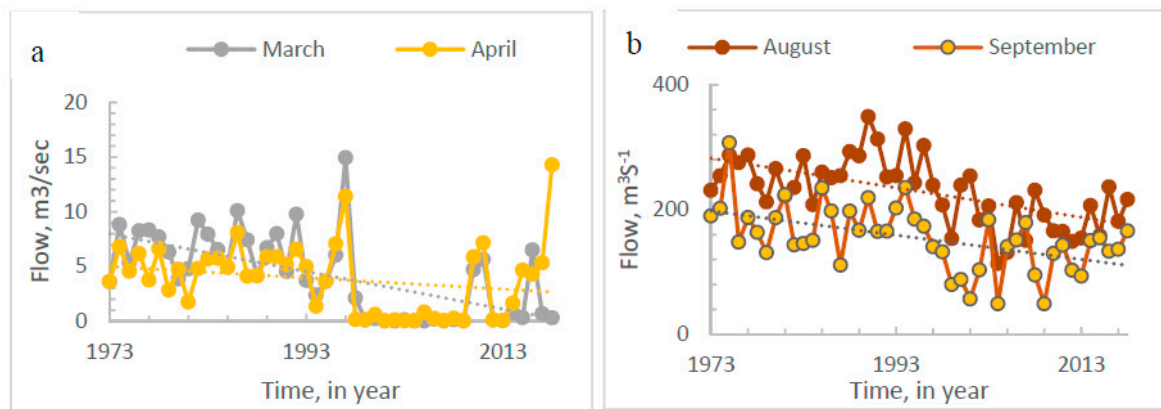 a
March
April
20
15
10
5
0
1973
1993
2013
Flow, m3/sec
Time, in year
b
August
September
400
200
0
1973
1993
2013
Flow, m³S⁻¹
Time, in year